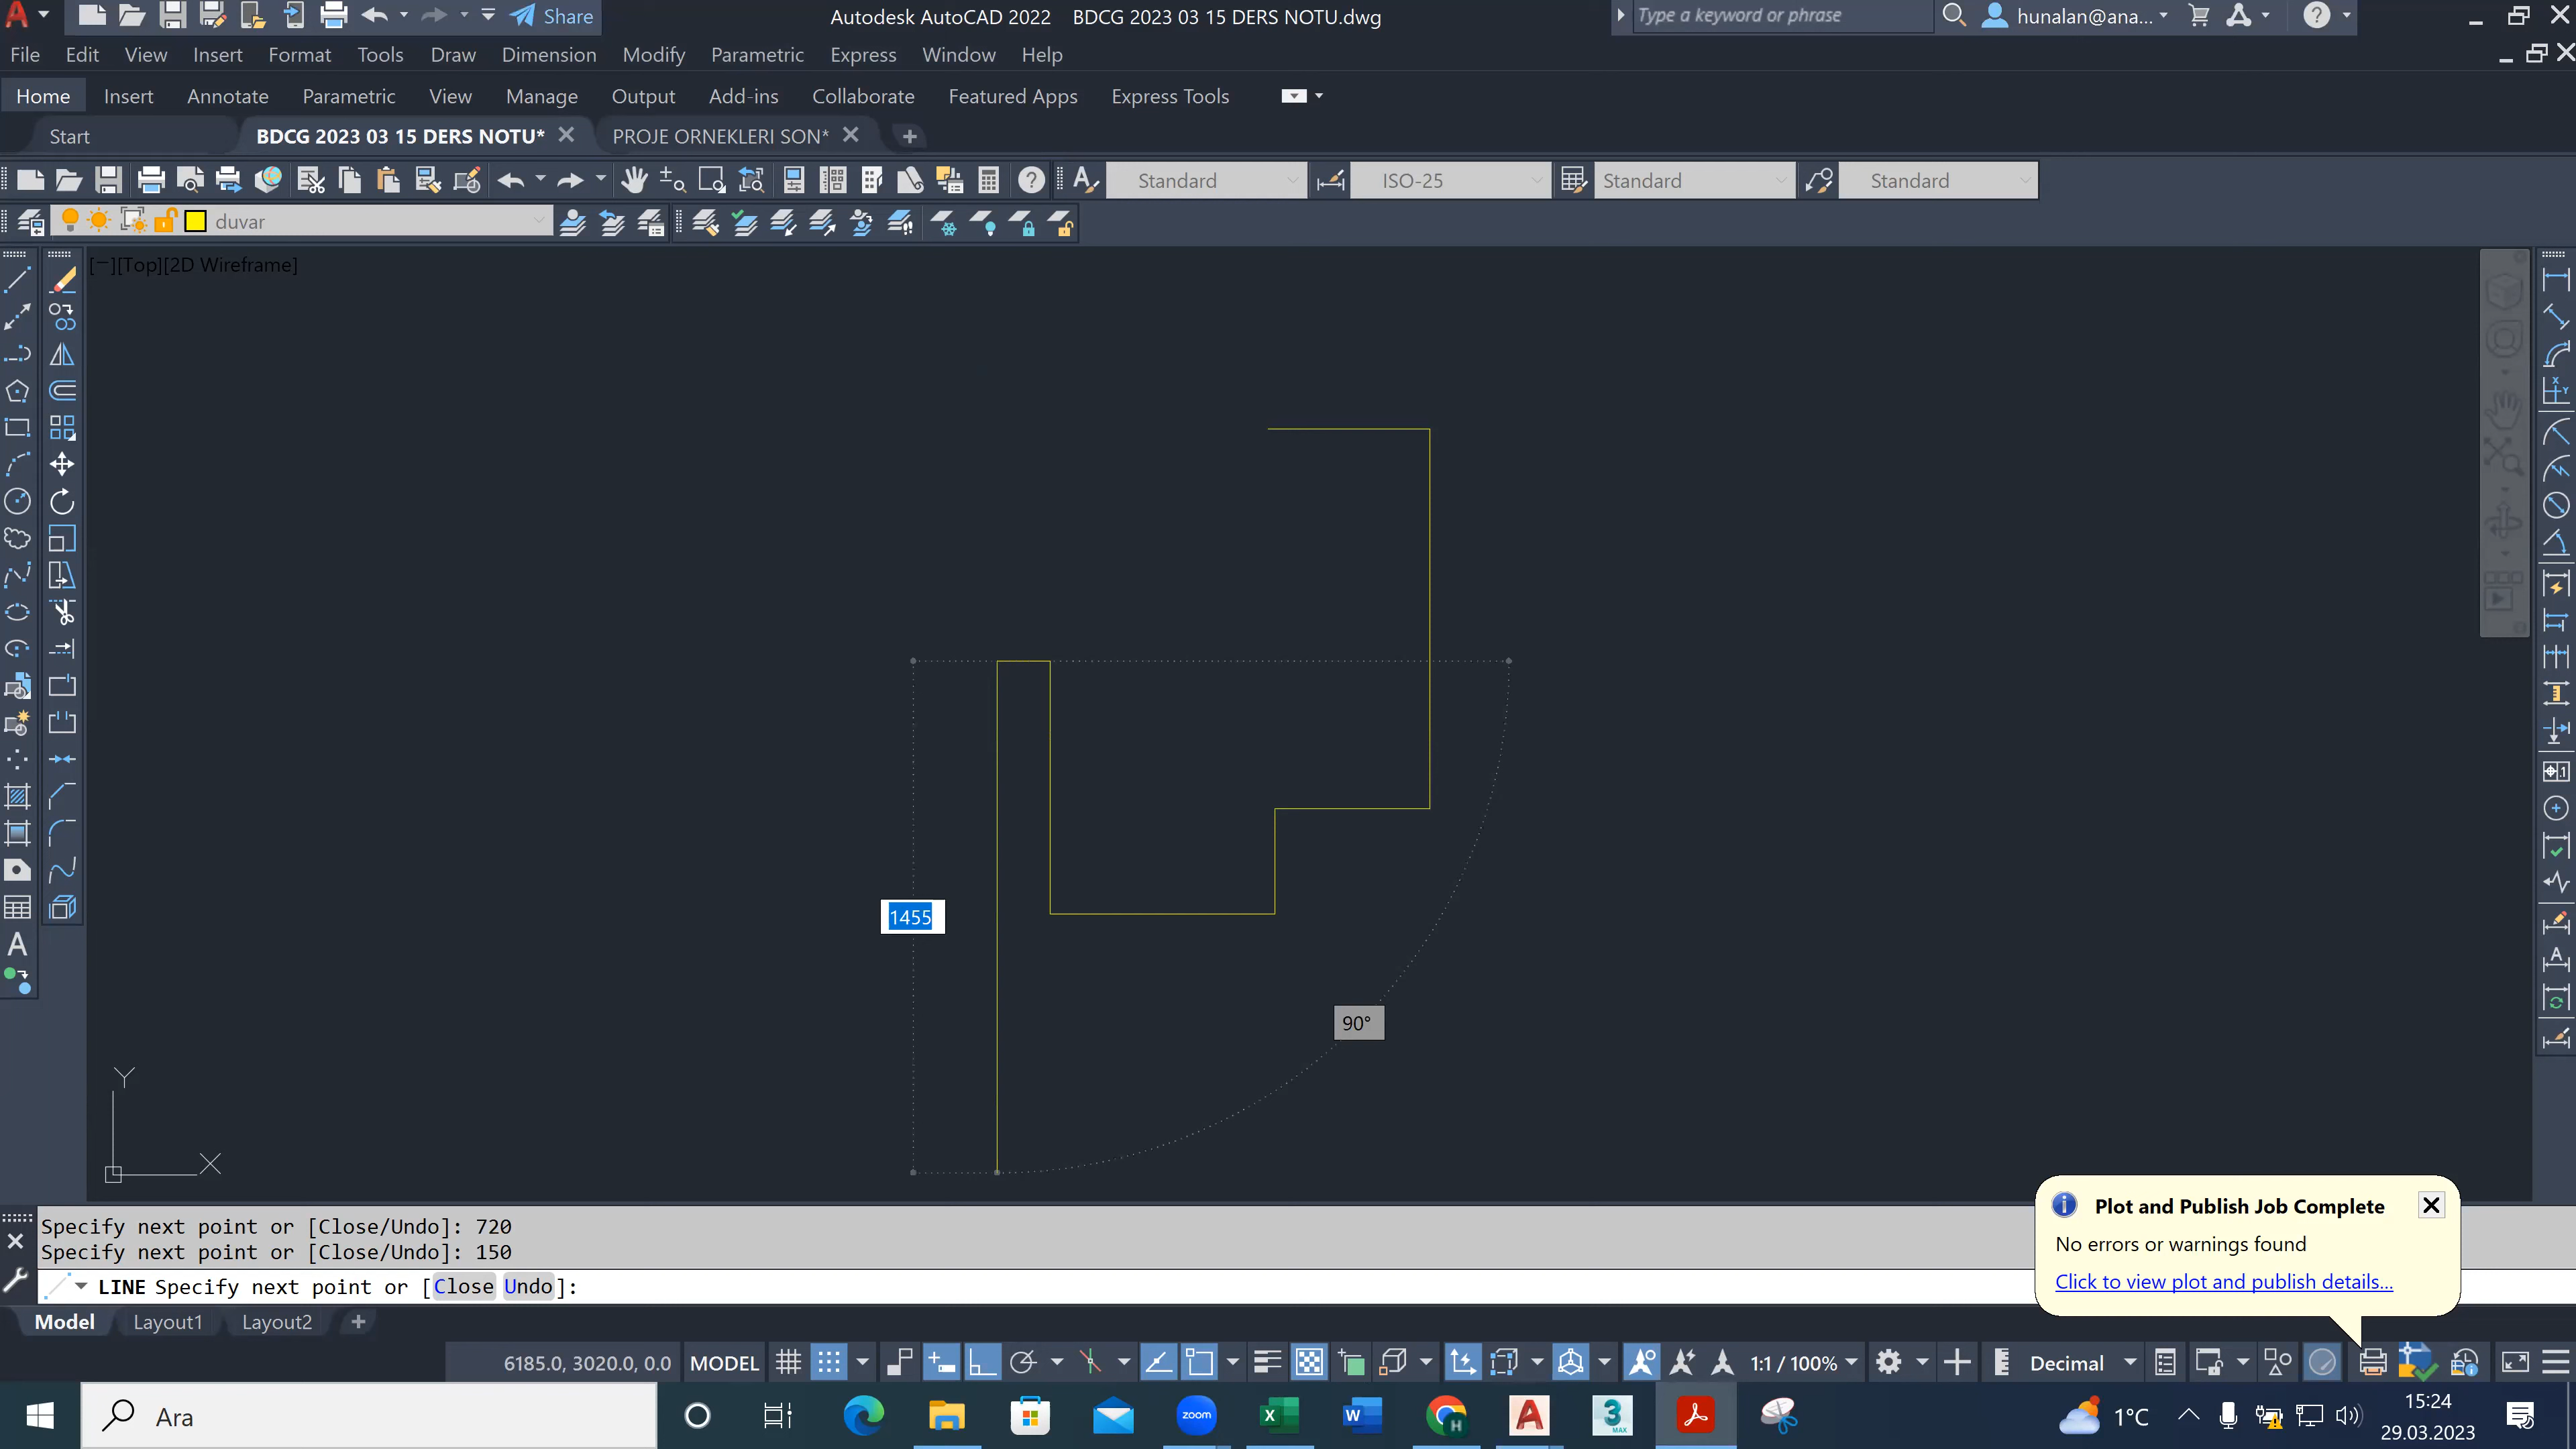 Share
Autodesk AutoCAD 2022 BDCG 2023 03 15 DERS NOTU.dwg
Type a keyword or phrase
hunalan@ana...
File Edit View Insert Format Tools Draw Dimension Modify Parametric Express Window Help
Home Insert Annotate Parametric View Manage Output Add-ins Collaborate Featured Apps Express Tools
Start
BDCG 2023 03 15 DERS NOTU*
PROJE ORNEKLERI SON*
Standard
ISO-25
Standard
Standard
duvar
[−][Top][2D Wireframe]
1455
90°
Y
X
Specify next point or [Close/Undo]: 720
Specify next point or [Close/Undo]: 150
LINE Specify next point or [Close Undo]:
Plot and Publish Job Complete
No errors or warnings found
Click to view plot and publish details...
Model Layout1 Layout2
6185.0, 3020.0, 0.0 MODEL
1:1 / 100%
Decimal
Ara
zoom
1°C
15:24
29.03.2023